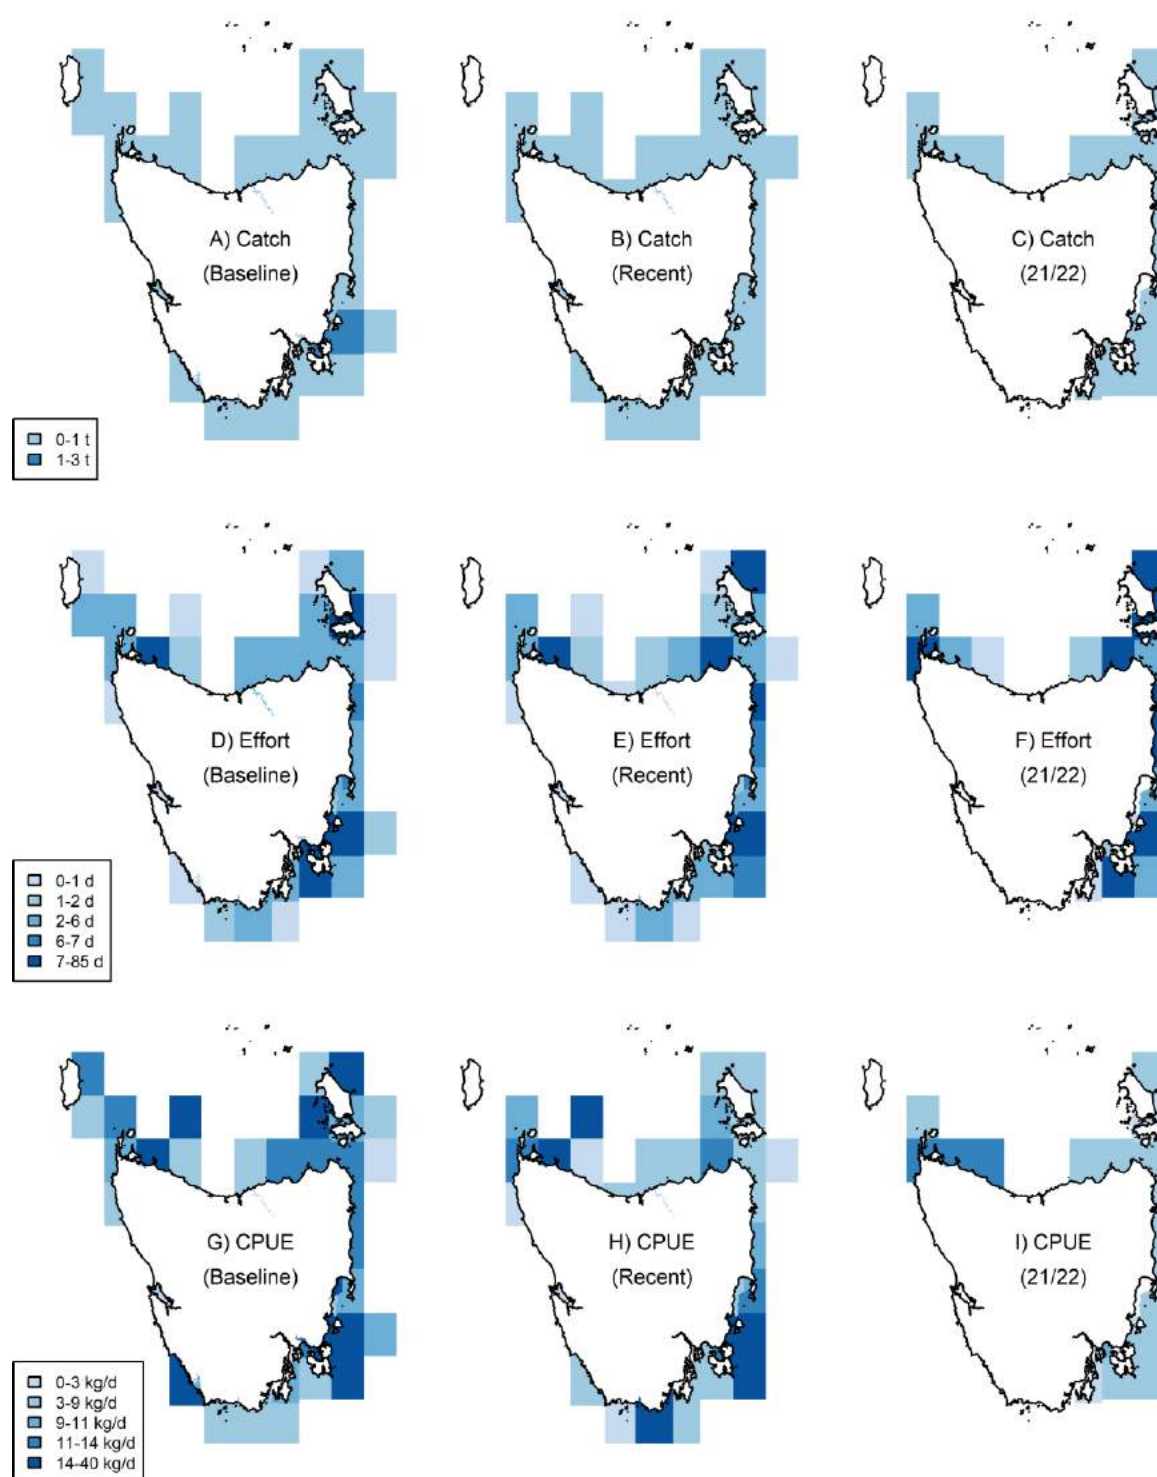 A) Catch
(Baseline)
B) Catch
(Recent)
C) Catch
(21/22)
0-1 t
1-3 t
D) Effort
(Baseline)
E) Effort
(Recent)
F) Effort
(21/22)
0-1 d
1-2 d
2-6 d
6-7 d
7-85 d
G) CPUE
(Baseline)
H) CPUE
(Recent)
I) CPUE
(21/22)
0-3 kg/d
3-9 kg/d
9-11 kg/d
11-14 kg/d
14-40 kg/d